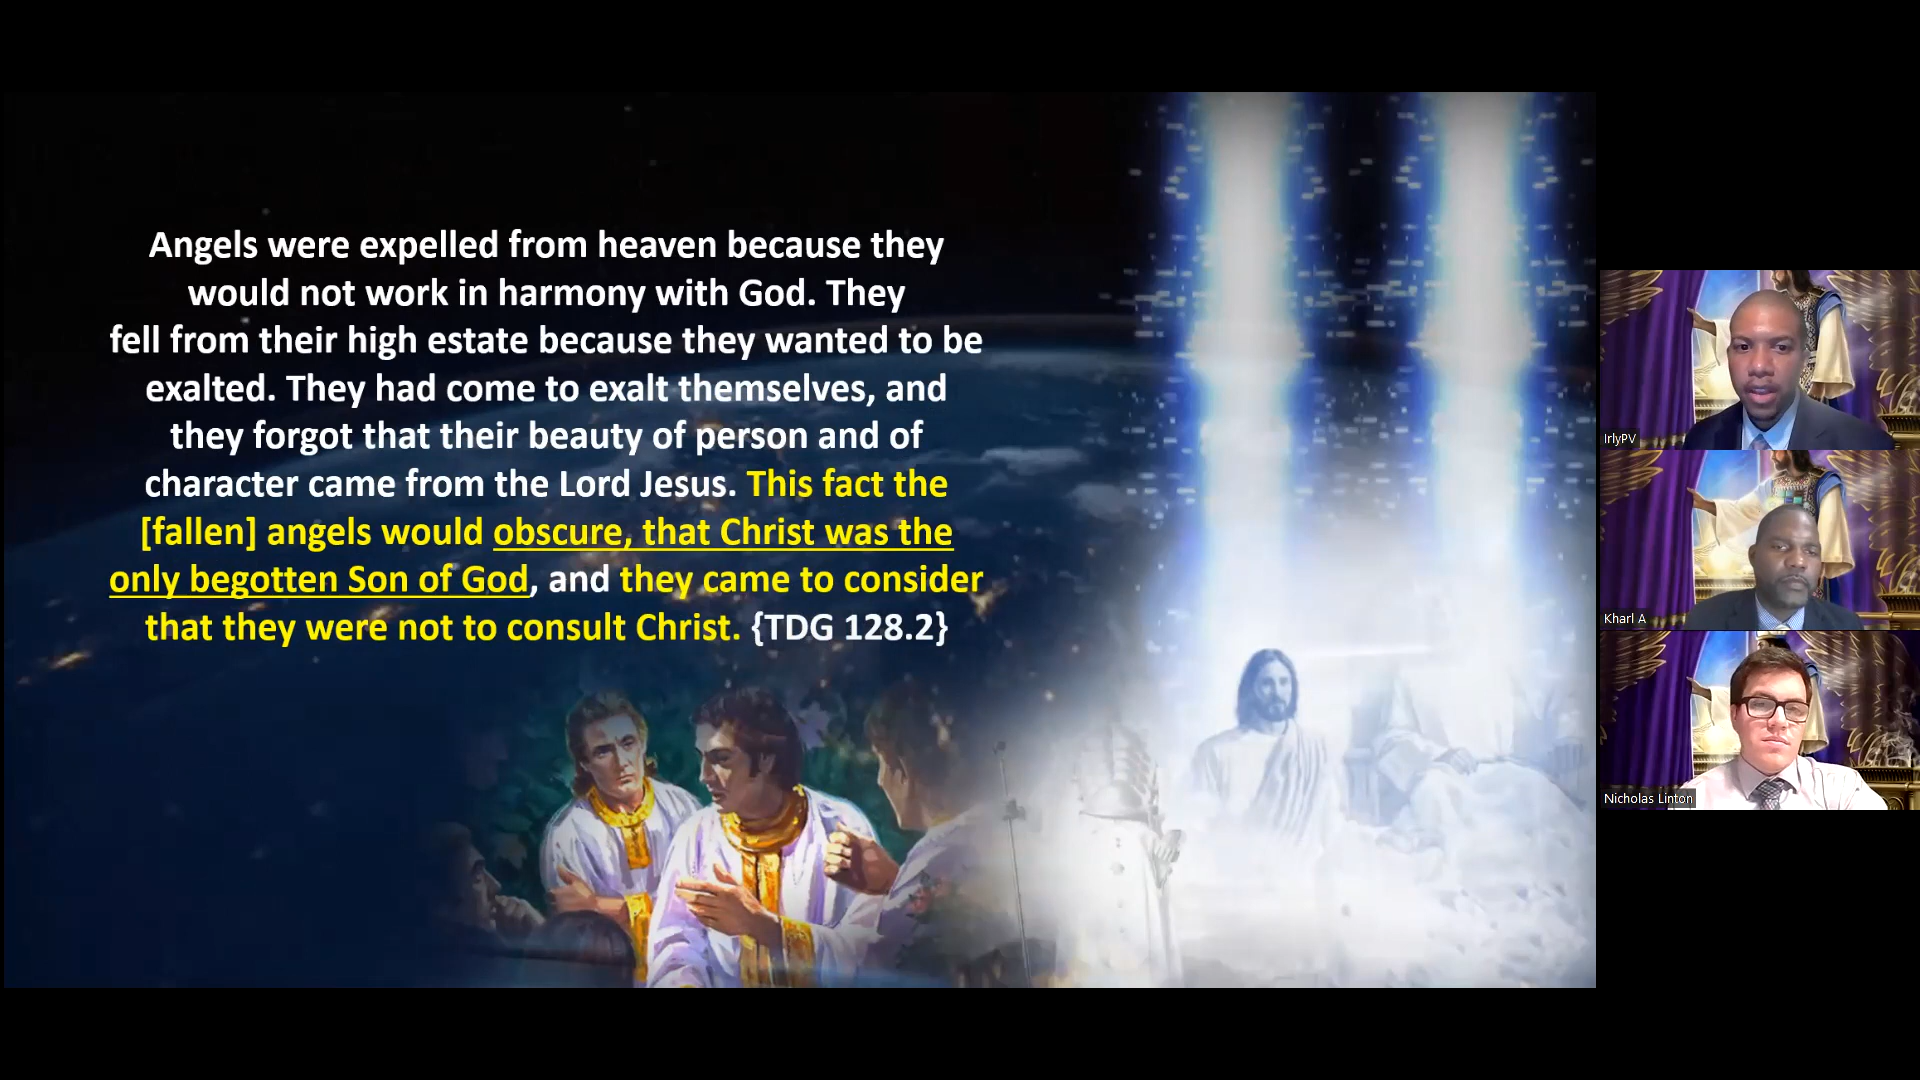 Angels were expelled from heaven because they
would not work in harmony with God. They
fell from their high estate because they wanted to be
exalted. They had come to exalt themselves, and
they forgot that their beauty of person and of
character came from the Lord Jesus. This fact the
[fallen] angels would obscure, that Christ was the
only begotten Son of God, and they came to consider
that they were not to consult Christ. {TDG 128.2}
IrlyPV
Kharl A
Nicholas Linton